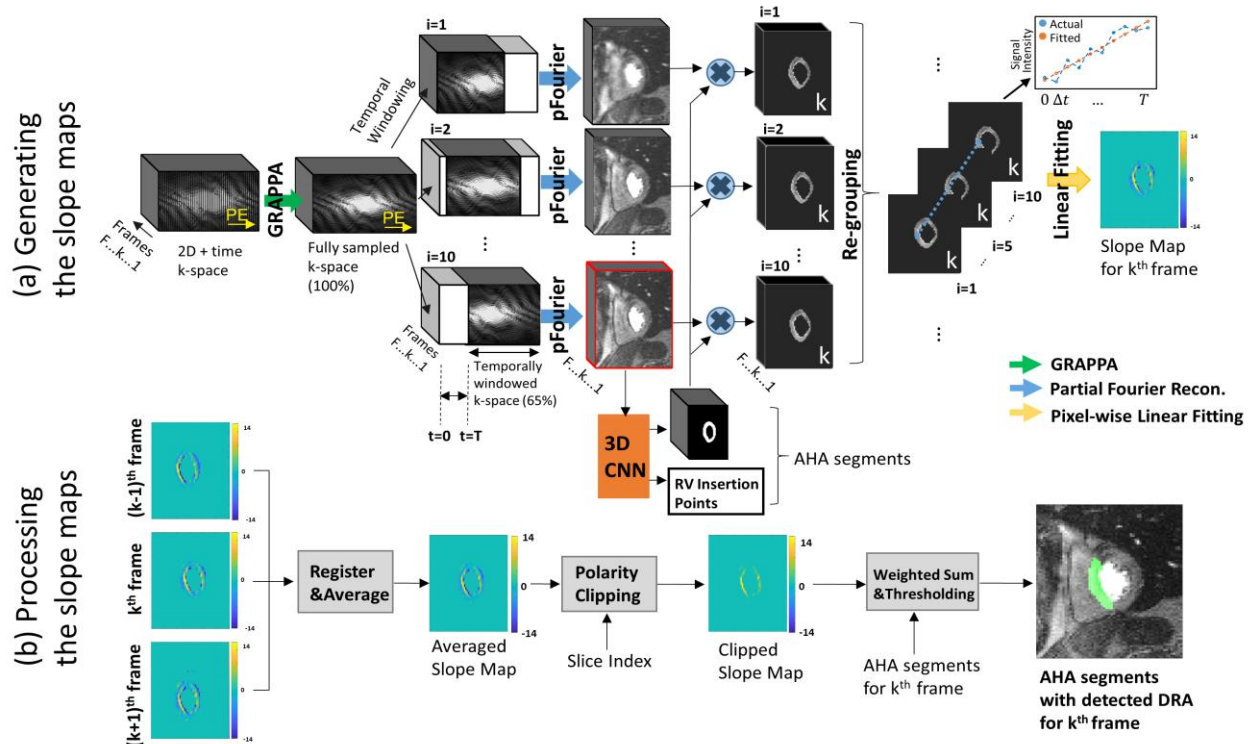 (a) Generating
the slope maps
Frames
F...k...1
PE
2D + time
k-space
GRAPPA
PE
Fully sampled
k-space
(100%)
Temporal
Windowing
i=1
i=2
...
i=10
Frames
F...k...1
Temporally
windowed
k-space (65%)
t=0
t=T
pFourier
pFourier
...
pFourier
F...k...1
3D
CNN
RV Insertion
Points
AHA segments
i=1
k
i=2
k
...
i=10
k
F...k...1
Re-grouping
...
k
k
k
i=1
...
i=5
...
i=10
...
Signal
Intensity
Actual
Fitted
0 Δt ... T
Linear Fitting
14
0
-14
Slope Map
for kth frame
GRAPPA
Partial Fourier Recon.
Pixel-wise Linear Fitting
(b) Processing
the slope maps
(k-1)th frame
14
0
-14
kth frame
14
0
-14
(k+1)th frame
14
0
-14
Register
&Average
14
0
-14
Averaged
Slope Map
Polarity
Clipping
Slice Index
14
0
-14
Clipped
Slope Map
Weighted Sum
&Thresholding
AHA segments
for kth frame
AHA segments
with detected DRA
for kth frame